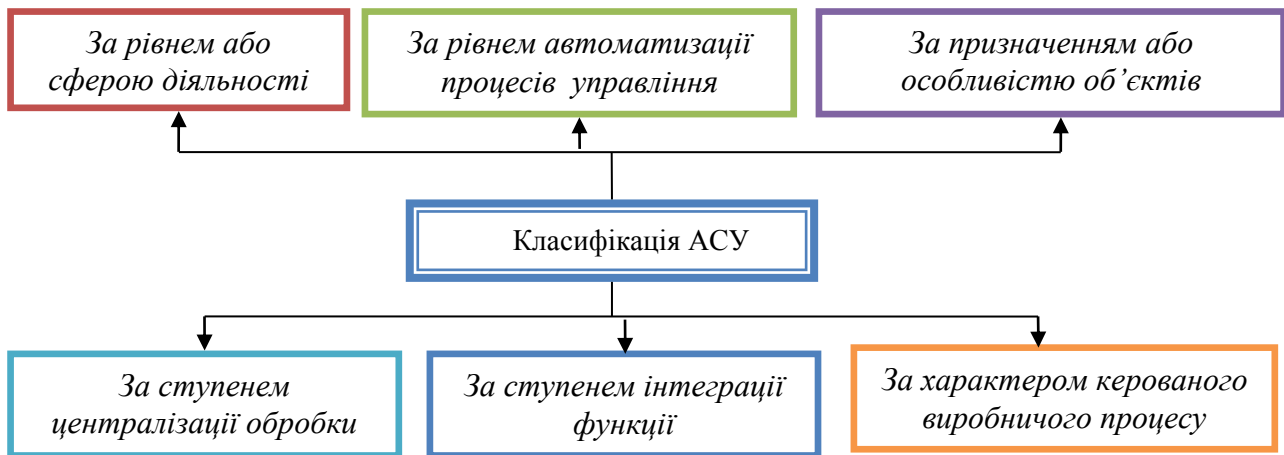 За рівнем або
сферою діяльності
За рівнем автоматизації
процесів управління
За призначенням або
особливістю об’єктів
Класифікація АСУ
За ступенем
централізації обробки
За ступенем інтеграції
функції
За характером керованого
виробничого процесу